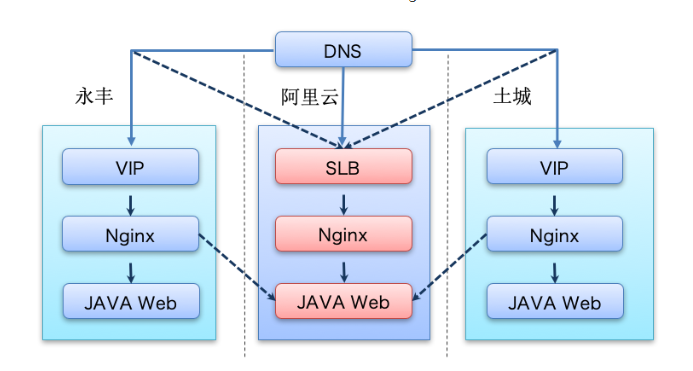 DNS
永丰
阿里云
土城
VIP
SLB
VIP
Nginx
Nginx
Nginx
JAVA Web
JAVA Web
JAVA Web